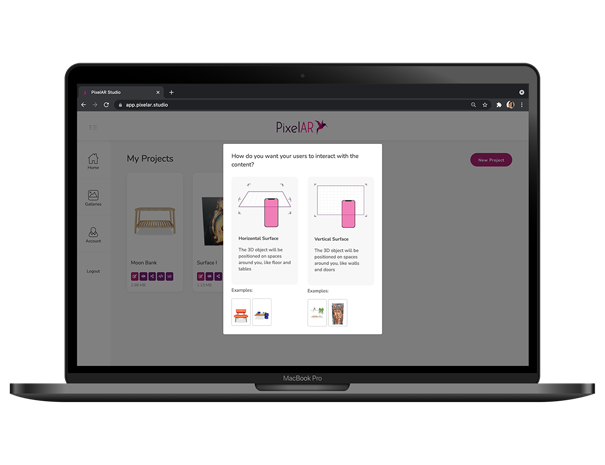 PixelAR Studio
app.pixelar.studio
PixelAR
My Projects
New Project
Home
Galleries
Account
Logout
Moon Bank
Surface I
How do you want your users to interact with the
content?
Horizontal Surface
The 3D object will be
positioned on spaces
around you, like floor and
tables
Examples:
Vertical Surface
The 3D object will be
positioned on spaces
around you, like walls
and doors
Examples:
MacBook Pro